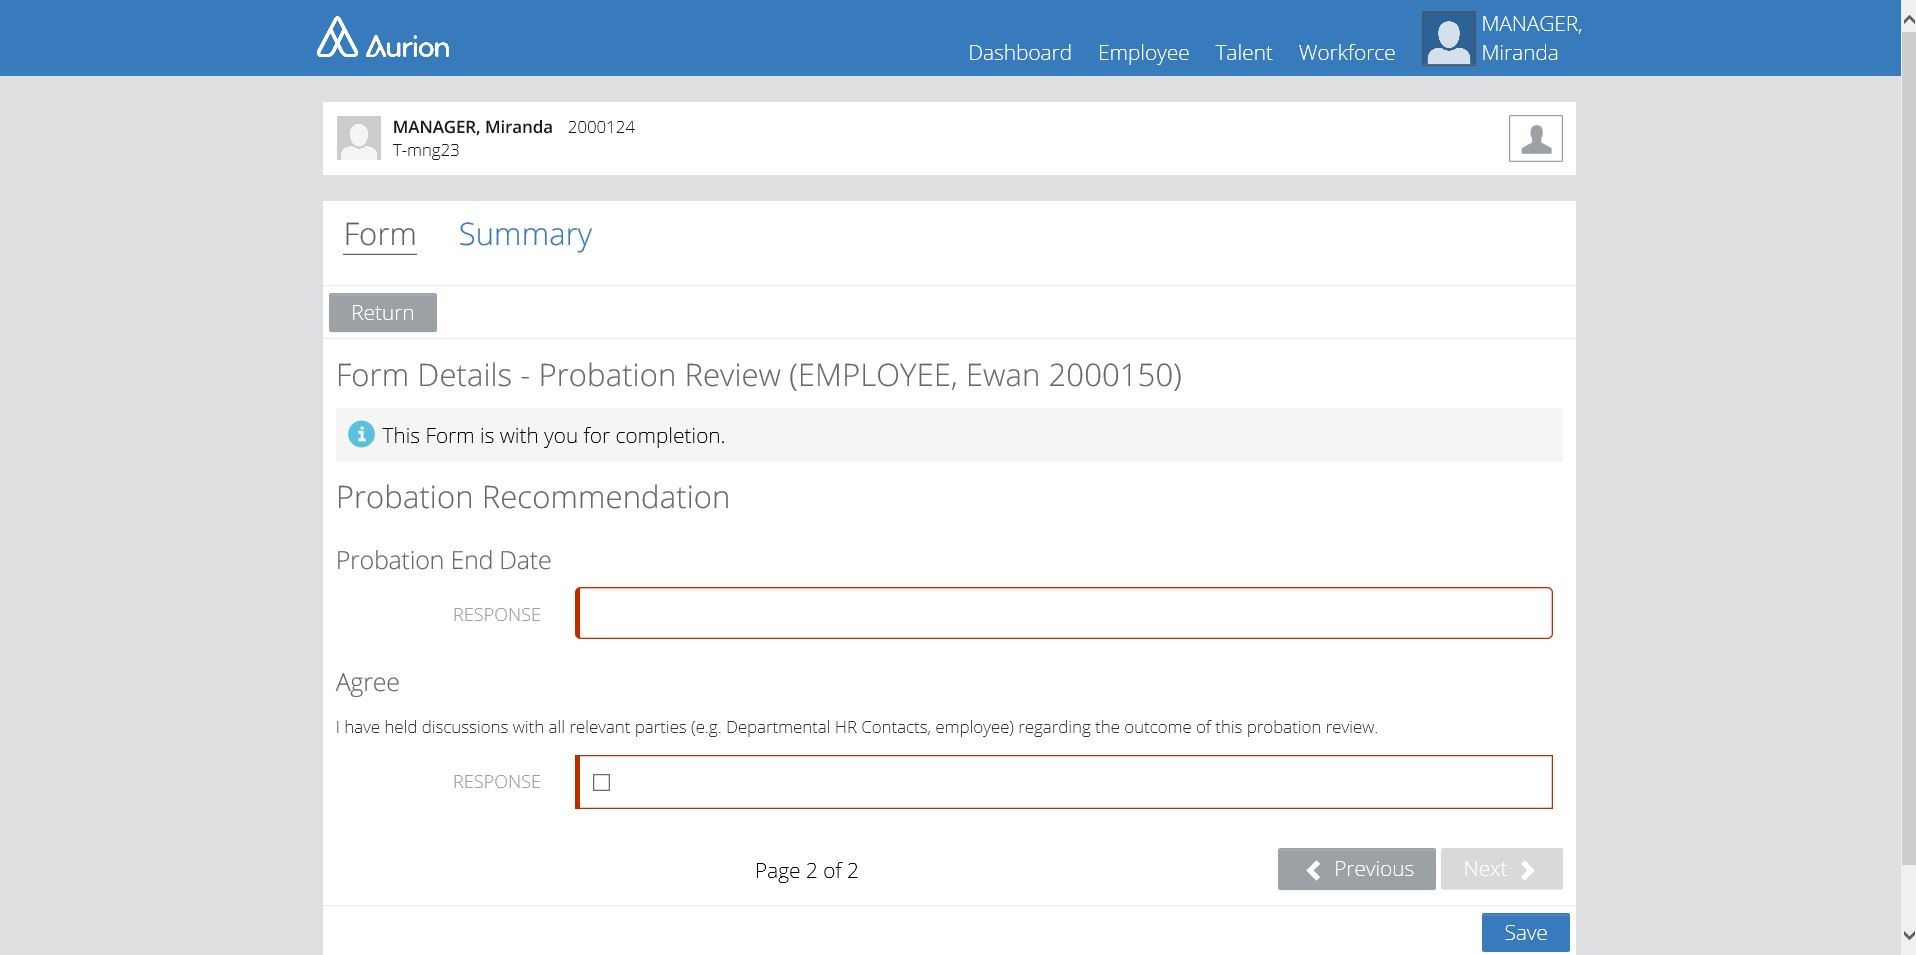 Aurion
Dashboard Employee Talent Workforce MANAGER, Miranda
MANAGER, Miranda 2000124
T-mng23
Form Summary
Return
Form Details - Probation Review (EMPLOYEE, Ewan 2000150)
This Form is with you for completion.
Probation Recommendation
Probation End Date
RESPONSE
Agree
I have held discussions with all relevant parties (e.g. Departmental HR Contacts, employee) regarding the outcome of this probation review.
RESPONSE
Page 2 of 2 Previous Next
Save